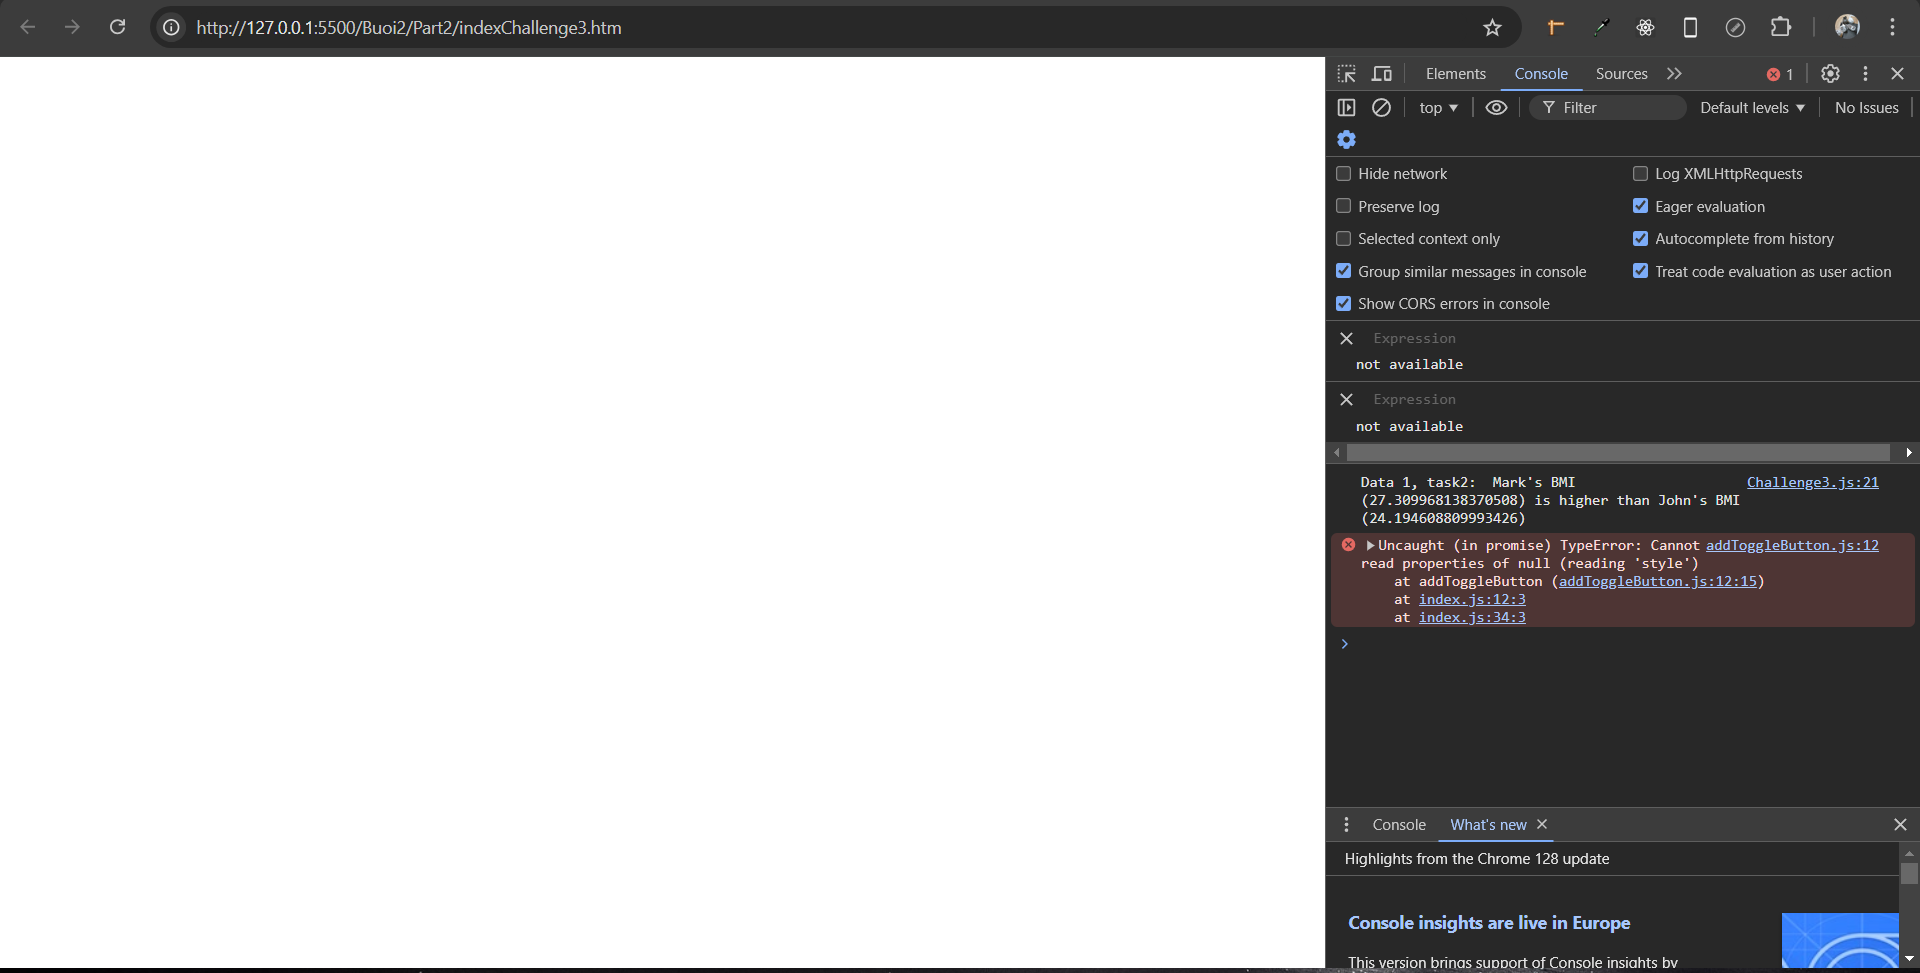 http://127.0.0.1:5500/Buoi2/Part2/indexChallenge3.htm
Elements Console Sources 1
top Filter Default levels No Issues
Hide network Log XMLHttpRequests
Preserve log Eager evaluation
Selected context only Autocomplete from history
Group similar messages in console Treat code evaluation as user action
Show CORS errors in console
Expression
not available
Expression
not available
Data 1, task2:  Mark's BMI Challenge3.js:21
(27.309968138370508) is higher than John's BMI
(24.194608809993426)
Uncaught (in promise) TypeError: Cannot addToggleButton.js:12
read properties of null (reading 'style')
at addToggleButton (addToggleButton.js:12:15)
at index.js:12:3
at index.js:34:3
Console What's new
Highlights from the Chrome 128 update
Console insights are live in Europe
This version brings support of Console insights by